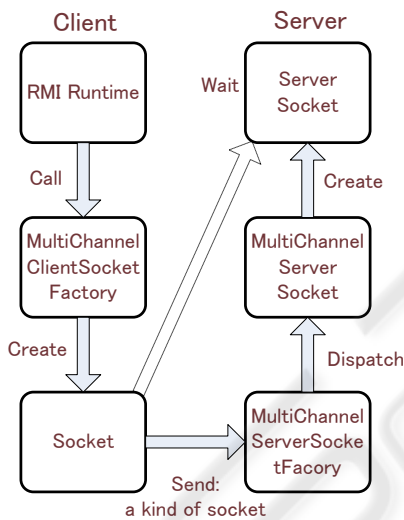 Client
Server
RMI Runtime
Wait
Server
Socket
Call
Create
MultiChannel
ClientSocket
Factory
MultiChannel
Server
Socket
Create
Dispatch
Socket
MultiChannel
ServerSocke
tFacory
Send:
a kind of socket